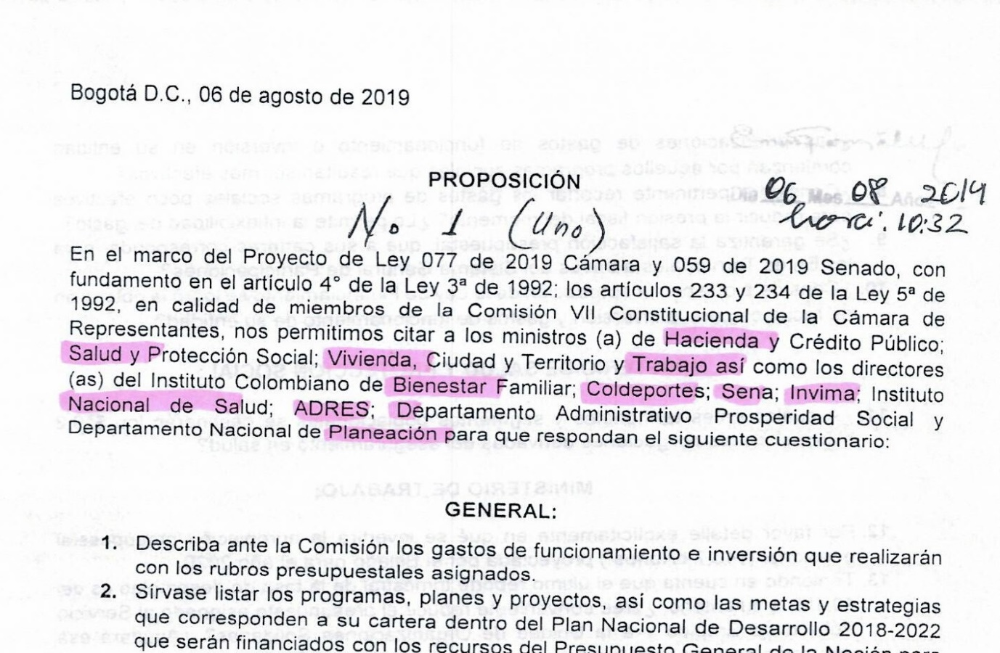 Bogotá D.C., 06 de agosto de 2019
PROPOSICIÓN
No 1 (Uno)
06 Mes 08 Año 2019
hora: 10:32
En el marco del Proyecto de Ley 077 de 2019 Cámara y 059 de 2019 Senado, con
fundamento en el artículo 4° de la Ley 3ª de 1992; los artículos 233 y 234 de la Ley 5ª de
1992, en calidad de miembros de la Comisión VII Constitucional de la Cámara de
Representantes, nos permitimos citar a los ministros (a) de Hacienda y Crédito Público;
Salud y Protección Social; Vivienda, Ciudad y Territorio y Trabajo así como los directores
(as) del Instituto Colombiano de Bienestar Familiar; Coldeportes; Sena; Invima; Instituto
Nacional de Salud; ADRES; Departamento Administrativo Prosperidad Social y
Departamento Nacional de Planeación para que respondan el siguiente cuestionario:
GENERAL:
1. Describa ante la Comisión los gastos de funcionamiento e inversión que realizarán
con los rubros presupuestales asignados.
2. Sírvase listar los programas, planes y proyectos, así como las metas y estrategias
que corresponden a su cartera dentro del Plan Nacional de Desarrollo 2018-2022
que serán financiados con los recursos del Presupuesto General de la Nación para